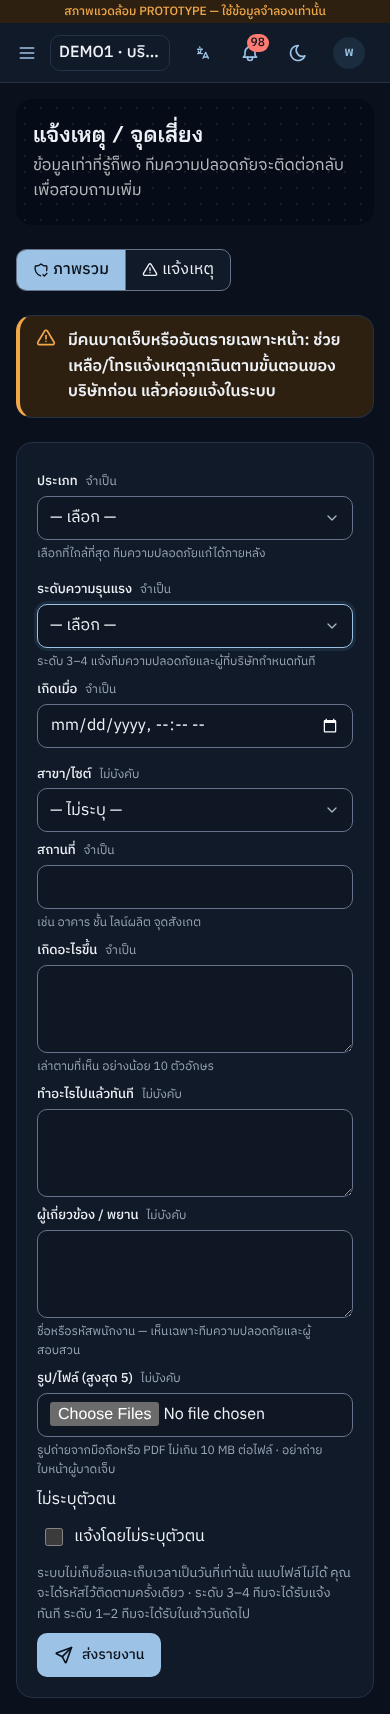 สภาพแวดล้อม PROTOTYPE — ใช้ข้อมูลจำลองเท่านั้น
DEMO1 · บริ...
98
พ
แจ้งเหตุ / จุดเสี่ยง
ข้อมูลเท่าที่รู้ก็พอ ทีมความปลอดภัยจะติดต่อกลับ
เพื่อสอบถามเพิ่ม
ภาพรวม
แจ้งเหตุ
มีคนบาดเจ็บหรืออันตรายเฉพาะหน้า: ช่วย
เหลือ/โทรแจ้งเหตุฉุกเฉินตามขั้นตอนของ
บริษัทก่อน แล้วค่อยแจ้งในระบบ
ประเภท จำเป็น
— เลือก —
เลือกที่ใกล้ที่สุด ทีมความปลอดภัยแก้ได้ภายหลัง
ระดับความรุนแรง จำเป็น
— เลือก —
ระดับ 3–4 แจ้งทีมความปลอดภัยและผู้ที่บริษัทกำหนดทันที
เกิดเมื่อ จำเป็น
mm/dd/yyyy, --:-- --
สาขา/ไซต์ ไม่บังคับ
— ไม่ระบุ —
สถานที่ จำเป็น
เช่น อาคาร ชั้น ไลน์ผลิต จุดสังเกต
เกิดอะไรขึ้น จำเป็น
เล่าตามที่เห็น อย่างน้อย 10 ตัวอักษร
ทำอะไรไปแล้วทันที ไม่บังคับ
ผู้เกี่ยวข้อง / พยาน ไม่บังคับ
ชื่อหรือรหัสพนักงาน — เห็นเฉพาะทีมความปลอดภัยและผู้
สอบสวน
รูป/ไฟล์ (สูงสุด 5) ไม่บังคับ
Choose Files No file chosen
รูปถ่ายจากมือถือหรือ PDF ไม่เกิน 10 MB ต่อไฟล์ · อย่าถ่าย
ใบหน้าผู้บาดเจ็บ
ไม่ระบุตัวตน
แจ้งโดยไม่ระบุตัวตน
ระบบไม่เก็บชื่อและเก็บเวลาเป็นวันที่เท่านั้น แนบไฟล์ไม่ได้ คุณ
จะได้รหัสไว้ติดตามครั้งเดียว · ระดับ 3–4 ทีมจะได้รับแจ้ง
ทันที ระดับ 1–2 ทีมจะได้รับในเช้าวันถัดไป
ส่งรายงาน